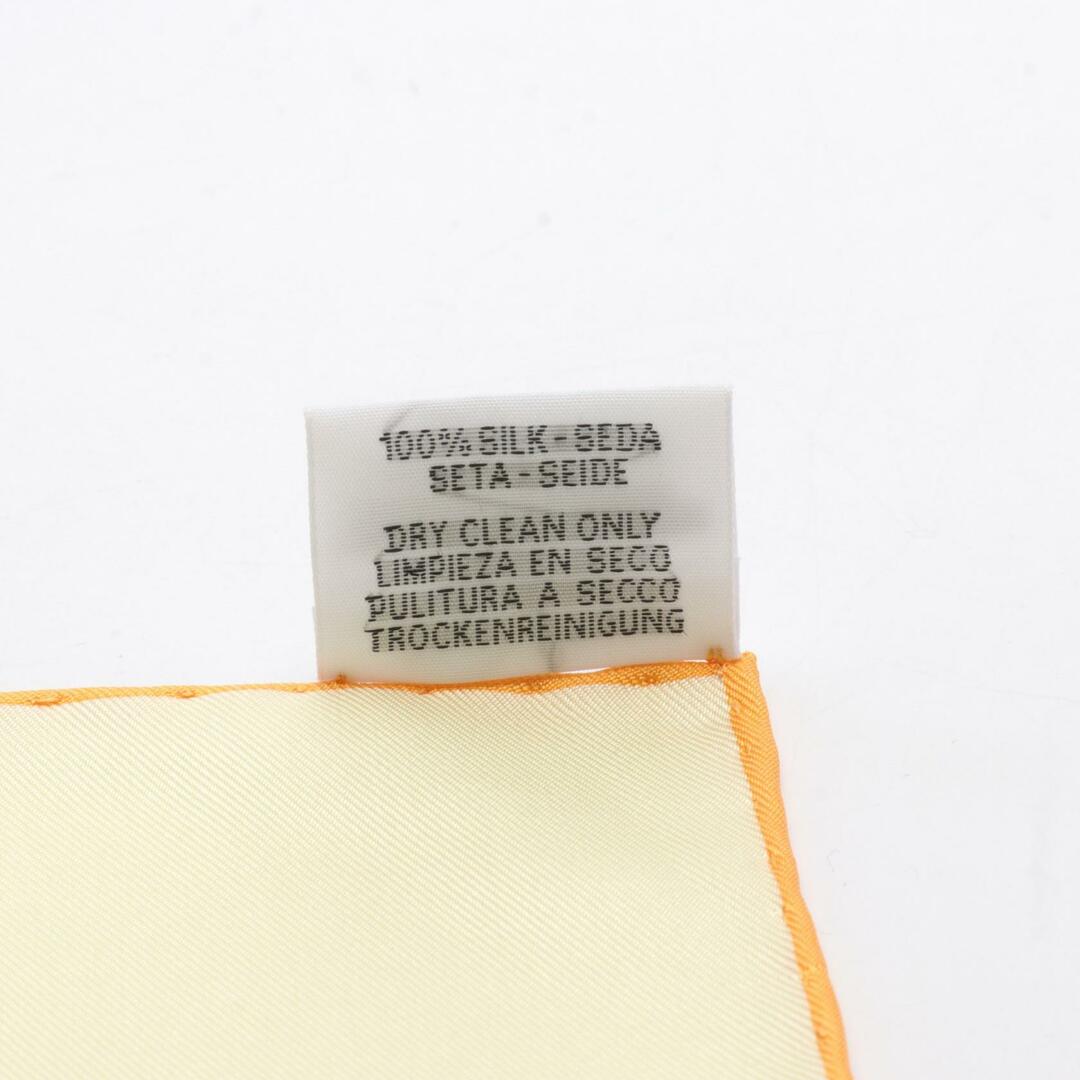 100% SILK - SEDA
SETA - SEIDE
DRY CLEAN ONLY
LIMPIEZA EN SECO
PULITURA A SECCO
TROCKENREINIGUNG